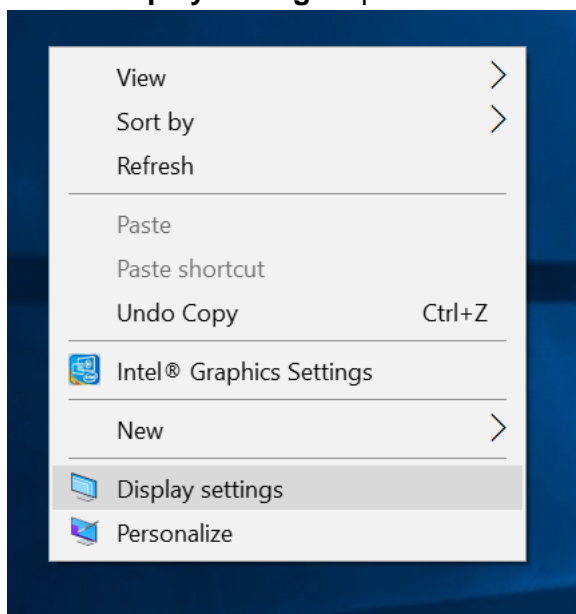 View
Sort by
Refresh
Paste
Paste shortcut
Undo Copy Ctrl+Z
Intel® Graphics Settings
New
Display settings
Personalize